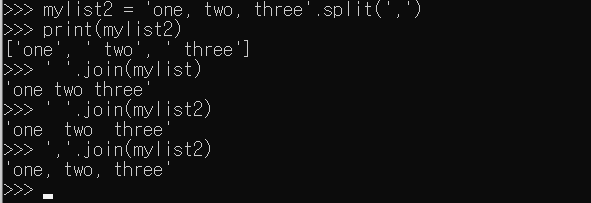 >>> mylist2 = 'one, two, three'.split(',')
>>> print(mylist2)
['one', ' two', ' three']
>>> ' '.join(mylist)
'one two three'
>>> ' '.join(mylist2)
'one  two  three'
>>> ','.join(mylist2)
'one, two, three'
>>>